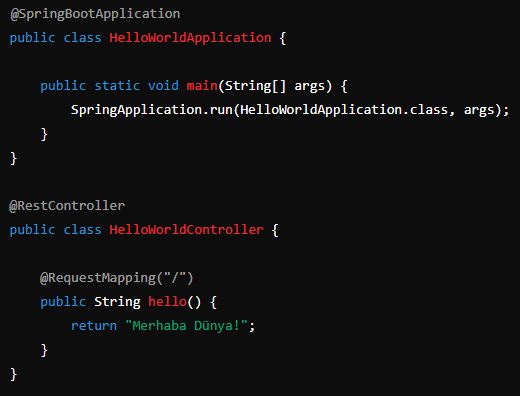 @SpringBootApplication
public class HelloWorldApplication {
    public static void main(String[] args) {
        SpringApplication.run(HelloWorldApplication.class, args);
    }
}
@RestController
public class HelloWorldController {
    @RequestMapping("/")
    public String hello() {
        return "Merhaba Dünya!";
    }
}